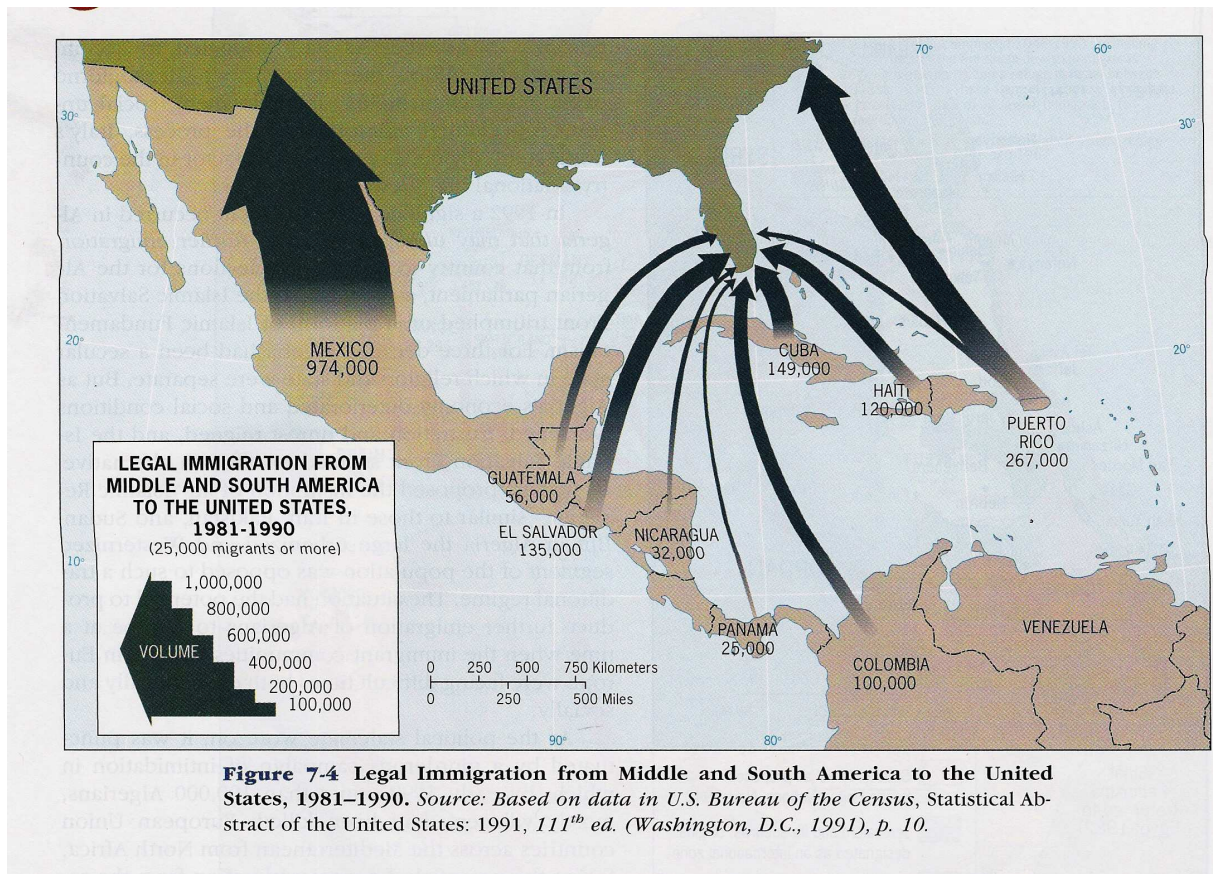 70°
60°
UNITED STATES
30°
30°
20°
20°
MEXICO
974,000
CUBA
149,000
HAITI
120,000
PUERTO
RICO
267,000
GUATEMALA
56,000
EL SALVADOR
135,000
NICARAGUA
32,000
PANAMA
25,000
COLOMBIA
100,000
VENEZUELA
LEGAL IMMIGRATION FROM
MIDDLE AND SOUTH AMERICA
TO THE UNITED STATES,
1981-1990
(25,000 migrants or more)
1,000,000
800,000
600,000
400,000
200,000
100,000
VOLUME
10°
0 250 500 750 Kilometers
0 250 500 Miles
90°
80°
Figure 7-4 Legal Immigration from Middle and South America to the United
States, 1981–1990. Source: Based on data in U.S. Bureau of the Census, Statistical Ab-
stract of the United States: 1991, 111th ed. (Washington, D.C., 1991), p. 10.